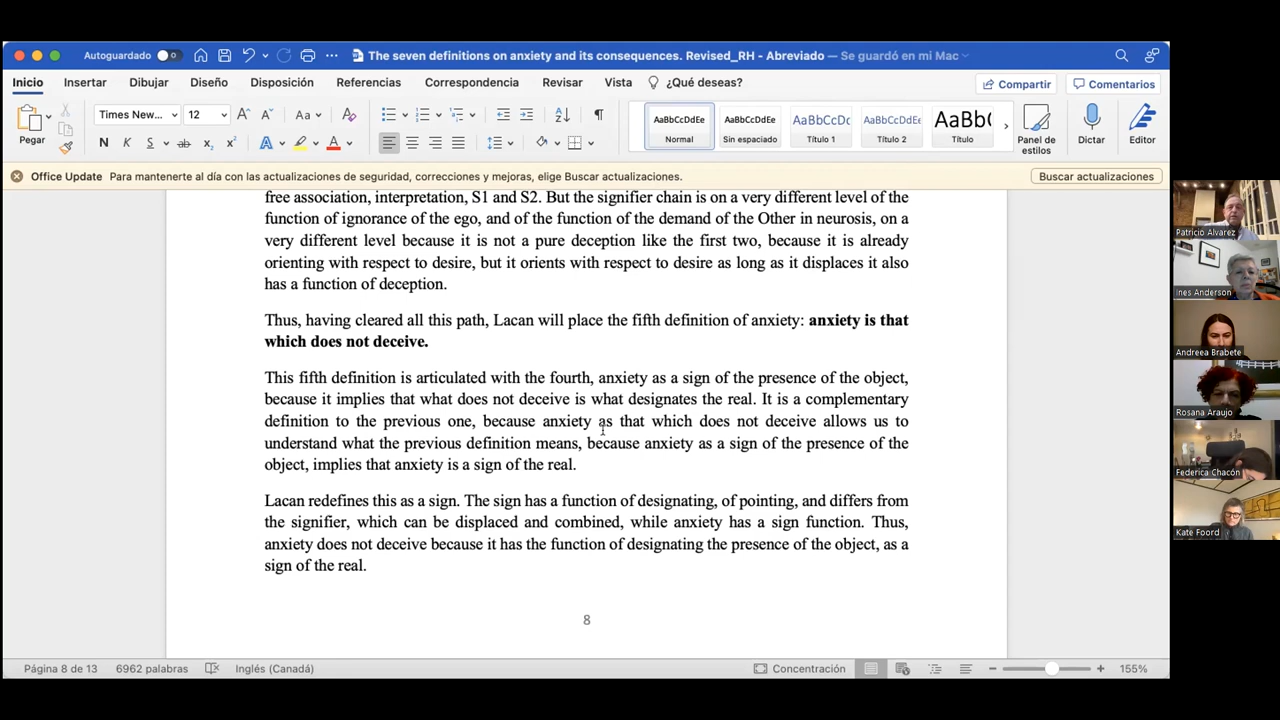 Autoguardado
The seven definitions on anxiety and its consequences. Revised_RH - Abreviado — Se guardó en mi Mac
Inicio Insertar Dibujar Diseño Disposición Referencias Correspondencia Revisar Vista ¿Qué deseas? Compartir Comentarios
Pegar
Times New... 12
N K S ab x₂ x²
AaBbCcDdEe Normal
AaBbCcDdEe Sin espaciado
AaBbCcDc Título 1
AaBbCcDdEe Título 2
AaBb( Título
Panel de estilos
Dictar
Editor
Office Update Para mantenerte al día con las actualizaciones de seguridad, correcciones y mejoras, elige Buscar actualizaciones. Buscar actualizaciones
free association, interpretation, S1 and S2. But the signifier chain is on a very different level of the
function of ignorance of the ego, and of the function of the demand of the Other in neurosis, on a
very different level because it is not a pure deception like the first two, because it is already
orienting with respect to desire, but it orients with respect to desire as long as it displaces it also
has a function of deception.
Thus, having cleared all this path, Lacan will place the fifth definition of anxiety: anxiety is that
which does not deceive.
This fifth definition is articulated with the fourth, anxiety as a sign of the presence of the object,
because it implies that what does not deceive is what designates the real. It is a complementary
definition to the previous one, because anxiety as that which does not deceive allows us to
understand what the previous definition means, because anxiety as a sign of the presence of the
object, implies that anxiety is a sign of the real.
Lacan redefines this as a sign. The sign has a function of designating, of pointing, and differs from
the signifier, which can be displaced and combined, while anxiety has a sign function. Thus,
anxiety does not deceive because it has the function of designating the presence of the object, as a
sign of the real.
8
Página 8 de 13 6962 palabras Inglés (Canadá) Concentración 155%
Patricio Alvarez
Ines Anderson
Andreea Brabete
Rosana Araujo
Federica Chacón
Kate Foord